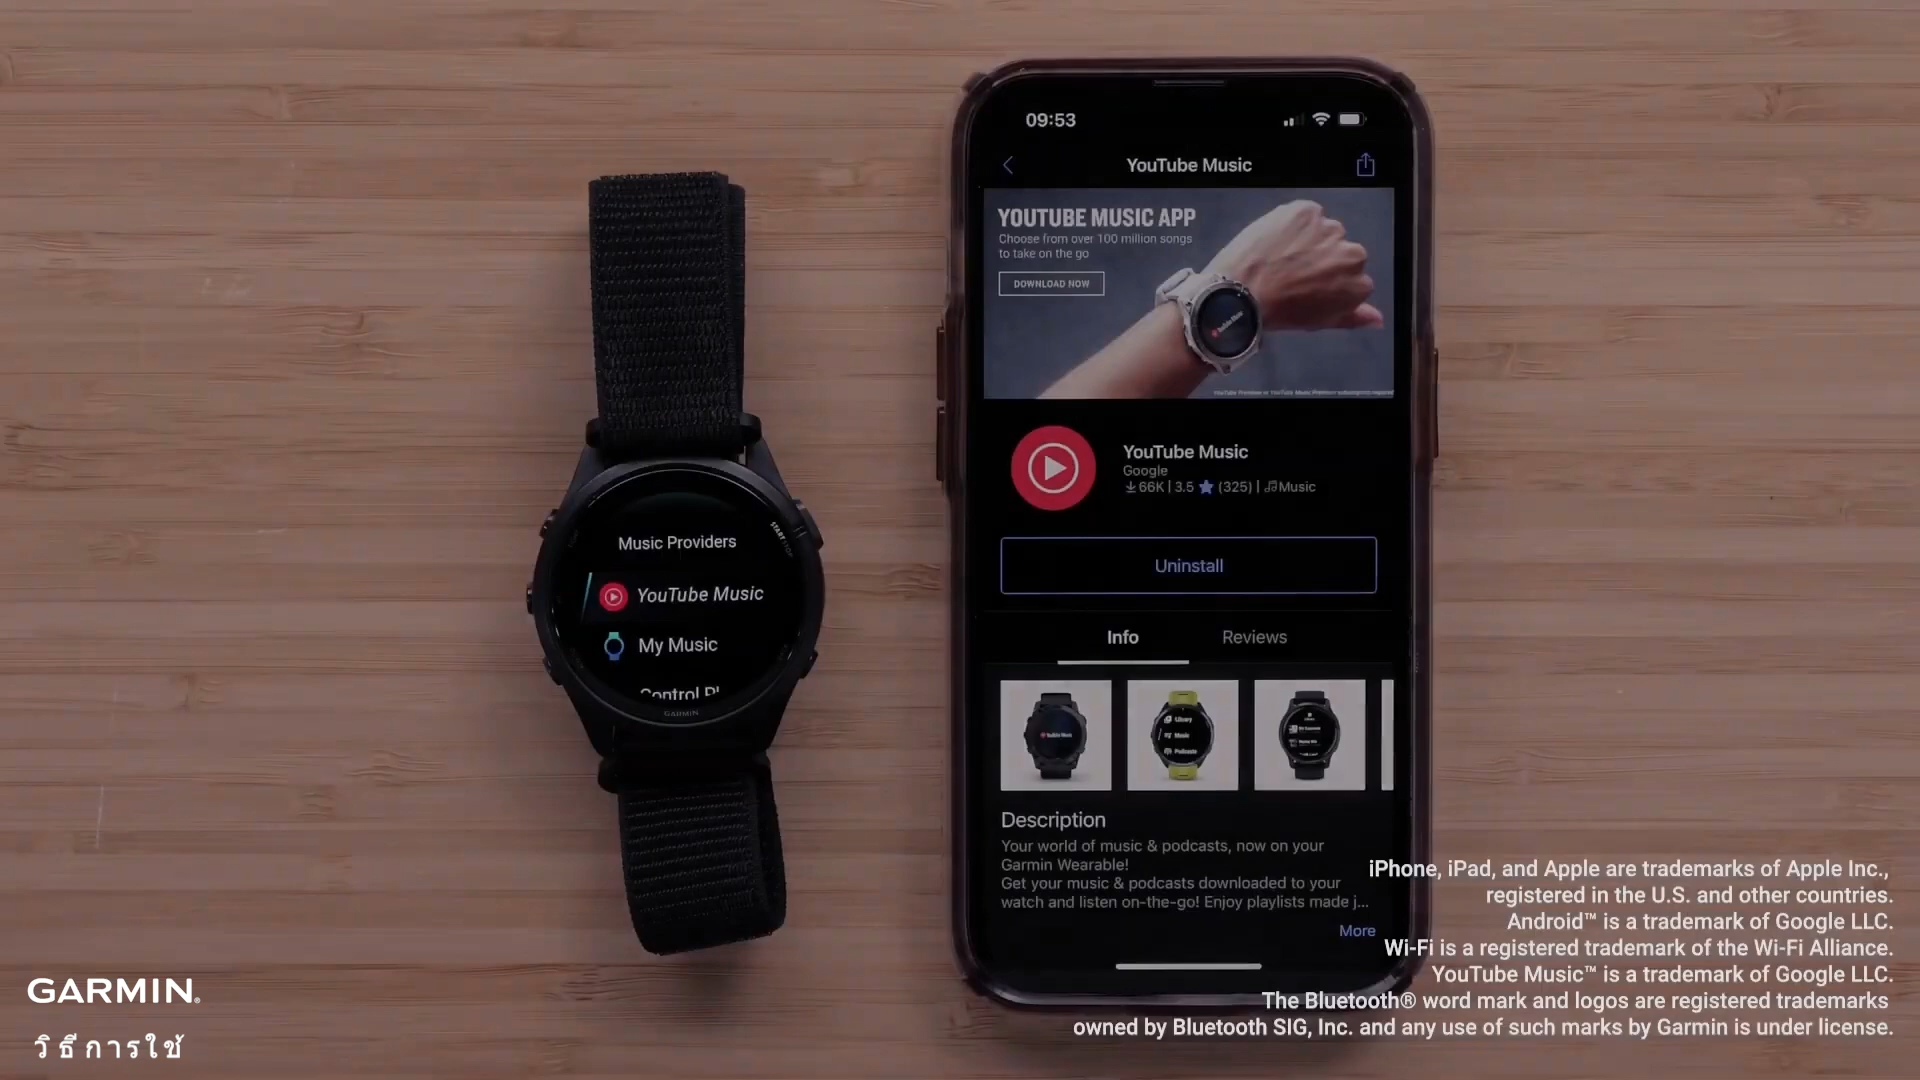 09:53
YouTube Music
YOUTUBE MUSIC APP
Choose from over 100 million songs
to take on the go
DOWNLOAD NOW
YouTube Music
Google
66K | 3.5 (325) | Music
Uninstall
Info Reviews
Library
Music
Podcasts
Description
Your world of music & podcasts, now on your
Garmin Wearable!
Get your music & podcasts downloaded to your
watch and listen on-the-go! Enjoy playlists made j...
More
START STOP
Music Providers
YouTube Music
My Music
GARMIN
iPhone, iPad, and Apple are trademarks of Apple Inc.,
registered in the U.S. and other countries.
Android™ is a trademark of Google LLC.
Wi-Fi is a registered trademark of the Wi-Fi Alliance.
YouTube Music™ is a trademark of Google LLC.
The Bluetooth® word mark and logos are registered trademarks
owned by Bluetooth SIG, Inc. and any use of such marks by Garmin is under license.
GARMIN®
วิธีการใช้